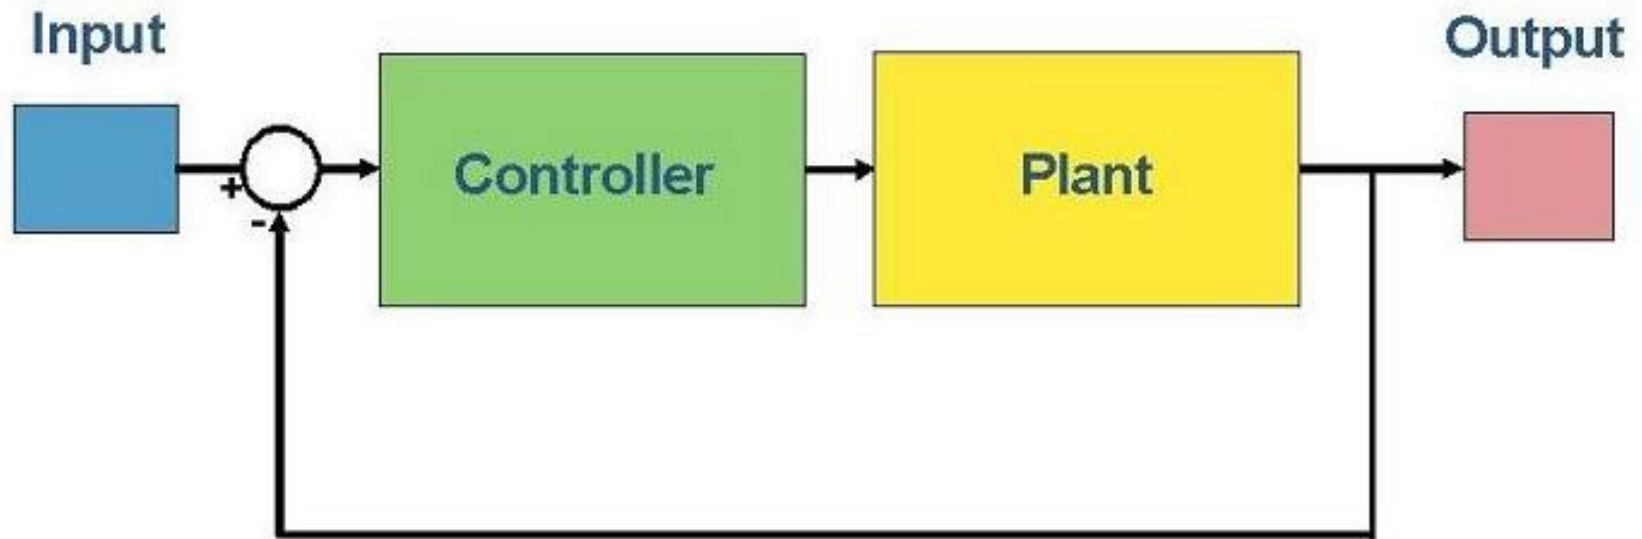 Input
Output
Controller
Plant
+
-